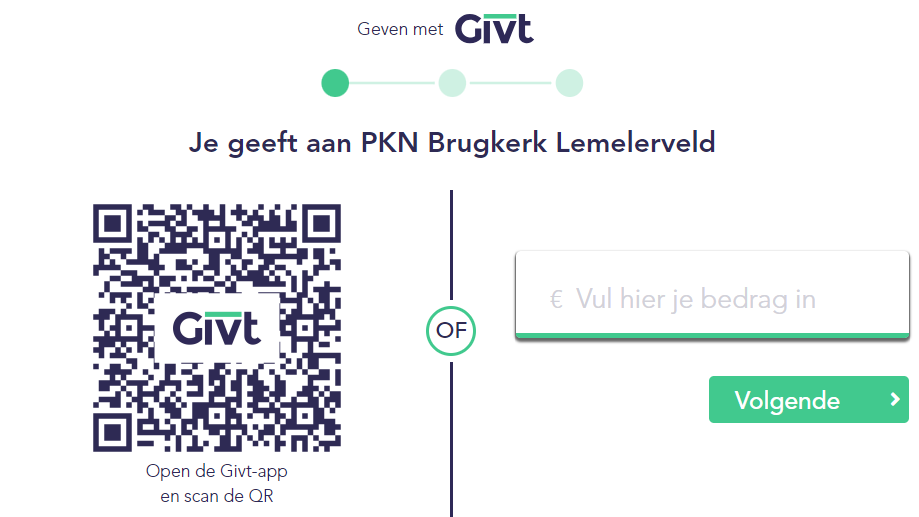 Geven met Givt
Je geeft aan PKN Brugkerk Lemelerveld
Givt
Open de Givt-app
en scan de QR
OF
€ Vul hier je bedrag in
Volgende